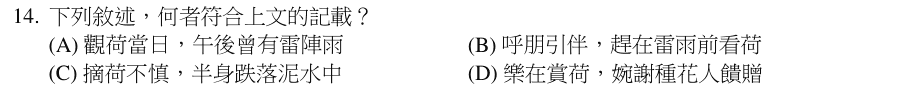 14. 下列敘述，何者符合上文的記載？
(A) 觀荷當日，午後曾有雷陣雨 (B) 呼朋引伴，趕在雷雨前看荷
(C) 摘荷不慎，半身跌落泥水中 (D) 樂在賞荷，婉謝種花人饋贈